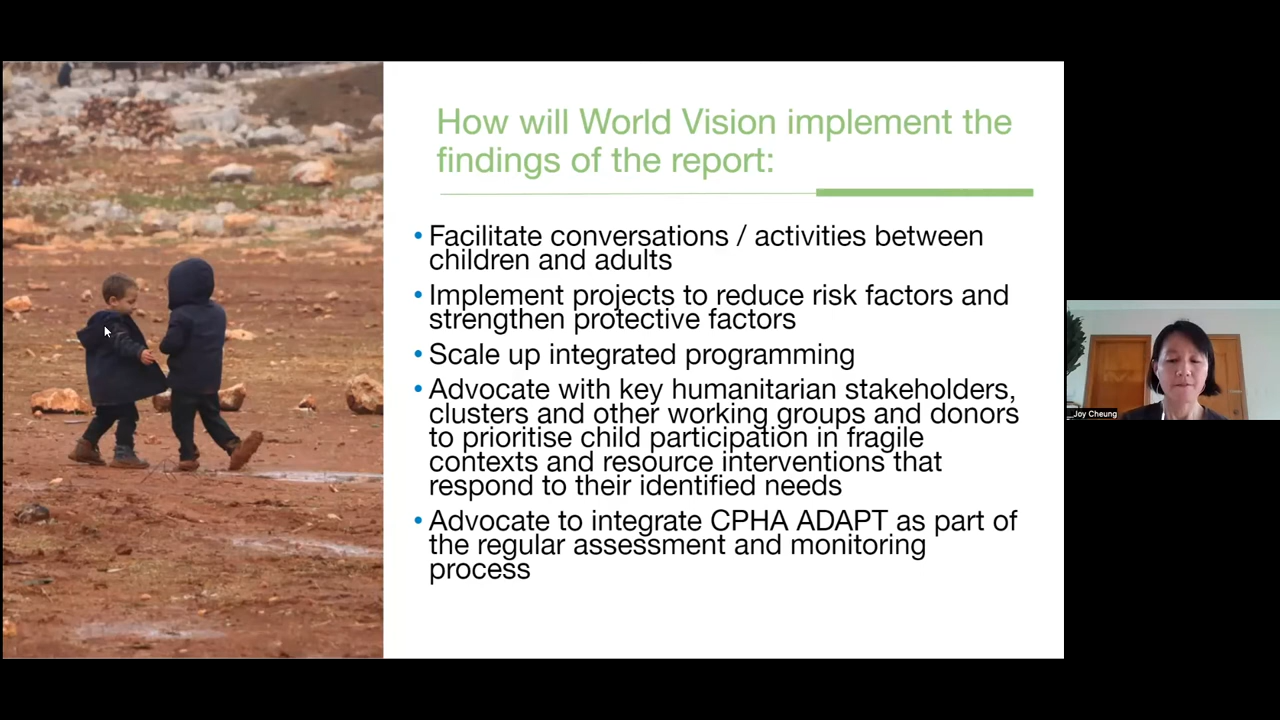 How will World Vision implement the
findings of the report:
• Facilitate conversations / activities between
children and adults
• Implement projects to reduce risk factors and
strengthen protective factors
• Scale up integrated programming
• Advocate with key humanitarian stakeholders,
clusters and other working groups and donors
to prioritise child participation in fragile
contexts and resource interventions that
respond to their identified needs
• Advocate to integrate CPHA ADAPT as part of
the regular assessment and monitoring
process
_Joy Cheung